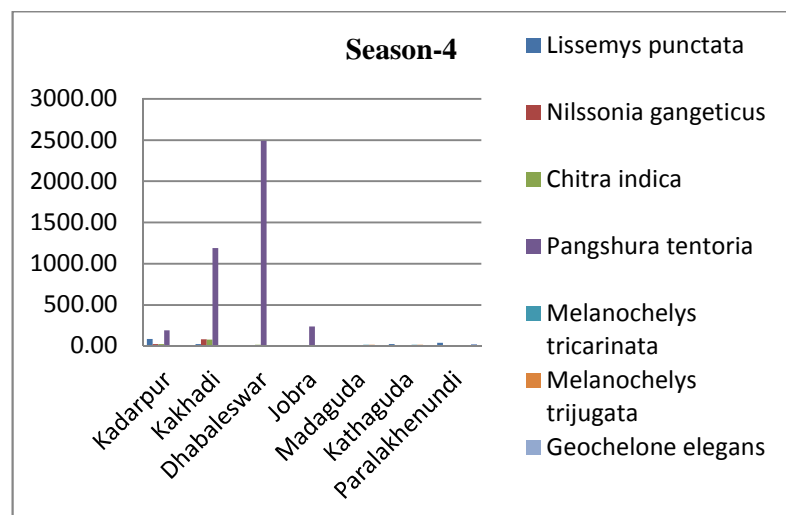 Season-4
3000.00
2500.00
2000.00
1500.00
1000.00
500.00
0.00
Kadarpur
Kakhadi
Dhabaleswar
Jobra
Madaguda
Kathaguda
Paralakhenundi
Lissemys punctata
Nilssonia gangeticus
Chitra indica
Pangshura tentoria
Melanochelys
tricarinata
Melanochelys
trijugata
Geochelone elegans